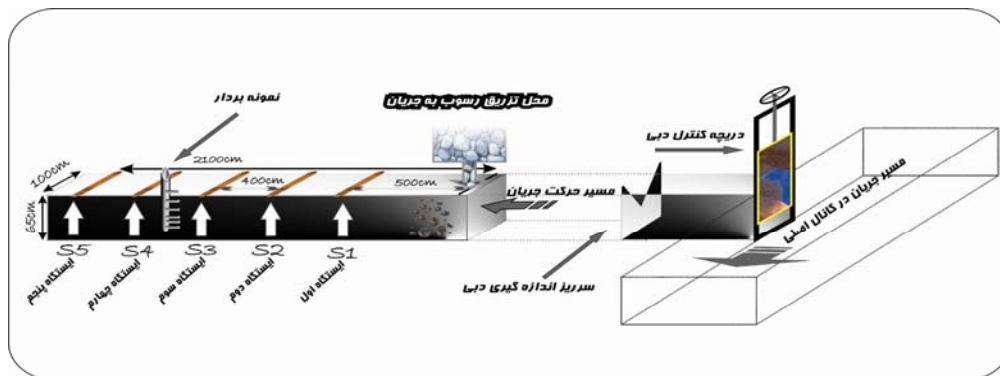 نمونه بردار
محل تزریق رسوب به جریان
دریچه کنترل دبی
2100cm
100cm
400cm
500cm
65cm
مسیر حرکت جریان
مسیر جریان در کانال اصلی
S5
S4
S3
S2
S1
ایستگاه پنجم
ایستگاه چهارم
ایستگاه سوم
ایستگاه دوم
ایستگاه اول
سرریز اندازه گیری دبی